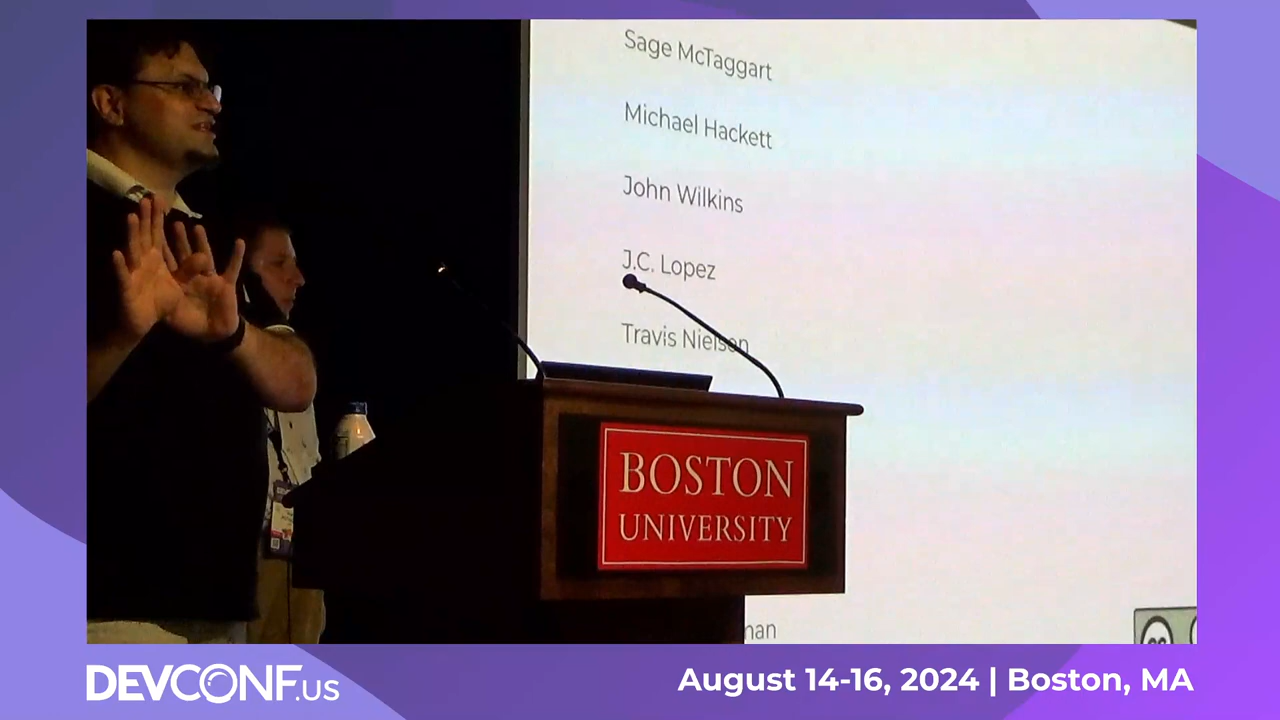 Sage McTaggart
Michael Hackett
John Wilkins
J.C. Lopez
Travis Nielsen
BOSTON
UNIVERSITY
DEVCONF.us
August 14-16, 2024 | Boston, MA